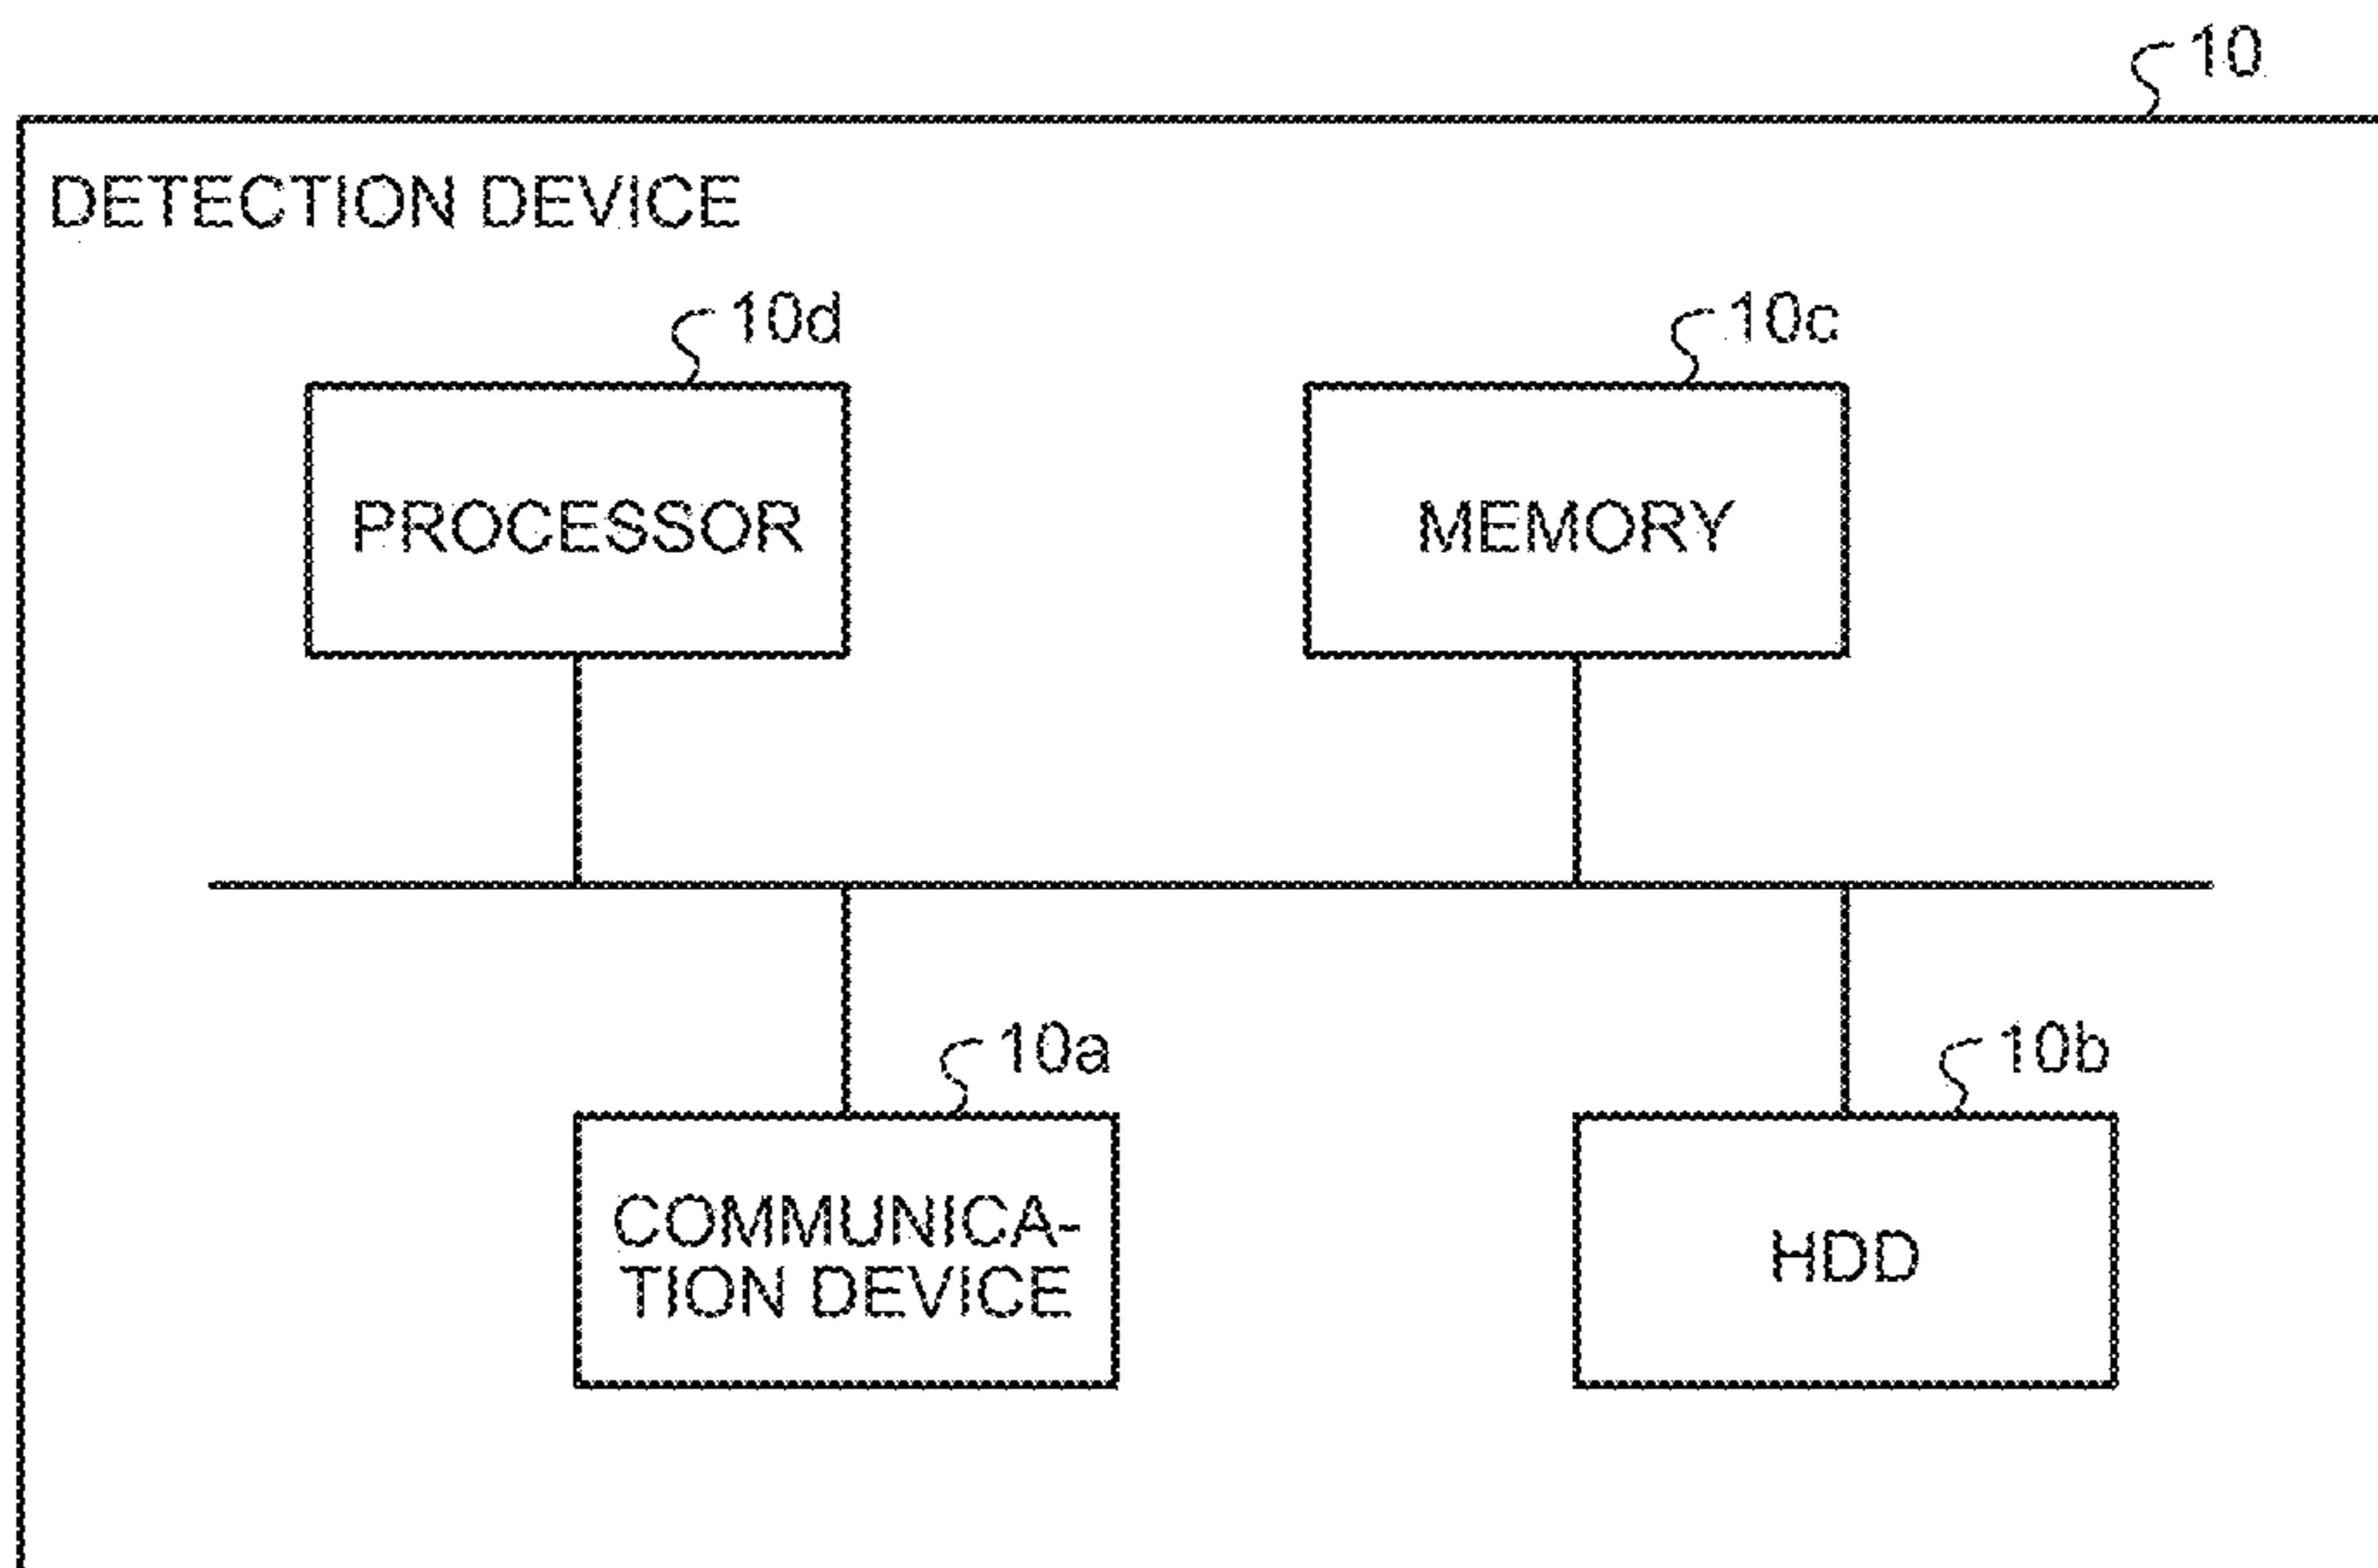 10
DETECTION DEVICE
10d
10c
PROCESSOR
MEMORY
10a
10b
COMMUNICA-
TION DEVICE
HDD